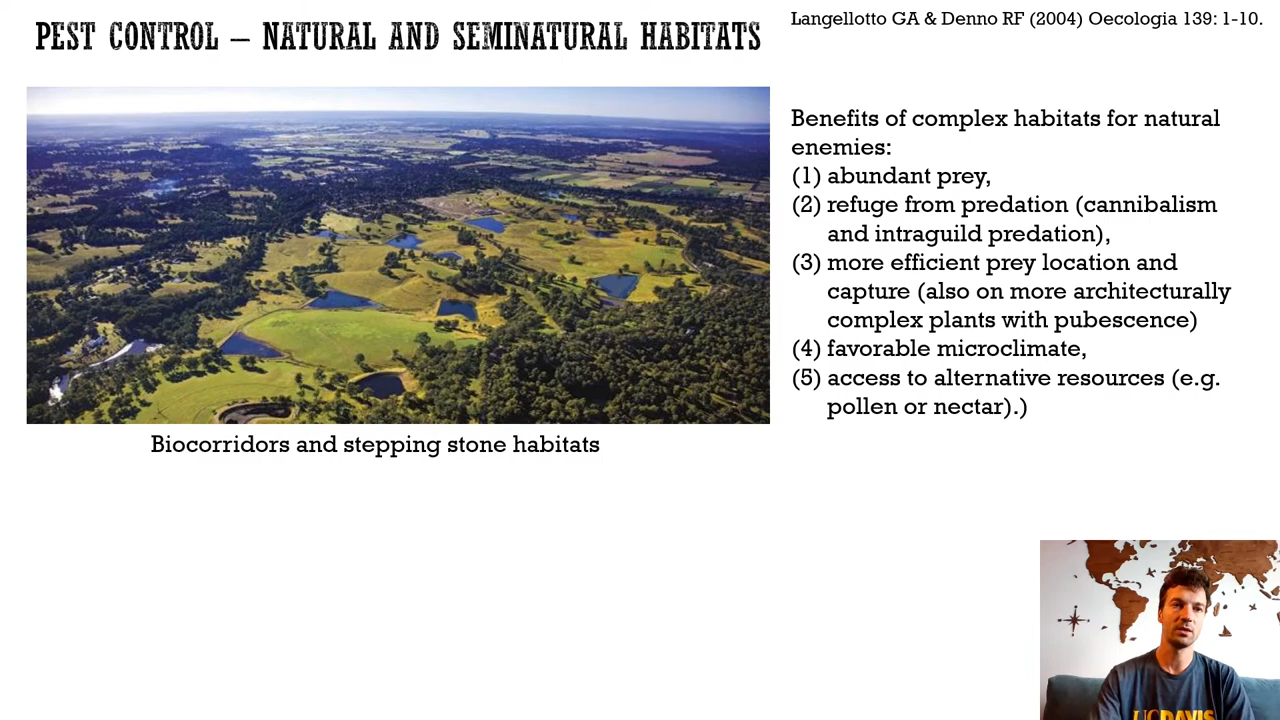 PEST CONTROL – NATURAL AND SEMINATURAL HABITATS
Langellotto GA & Denno RF (2004) Oecologia 139: 1-10.
Benefits of complex habitats for natural
enemies:
(1) abundant prey,
(2) refuge from predation (cannibalism
and intraguild predation),
(3) more efficient prey location and
capture (also on more architecturally
complex plants with pubescence)
(4) favorable microclimate,
(5) access to alternative resources (e.g.
pollen or nectar).)
Biocorridors and stepping stone habitats
UCDAVIS